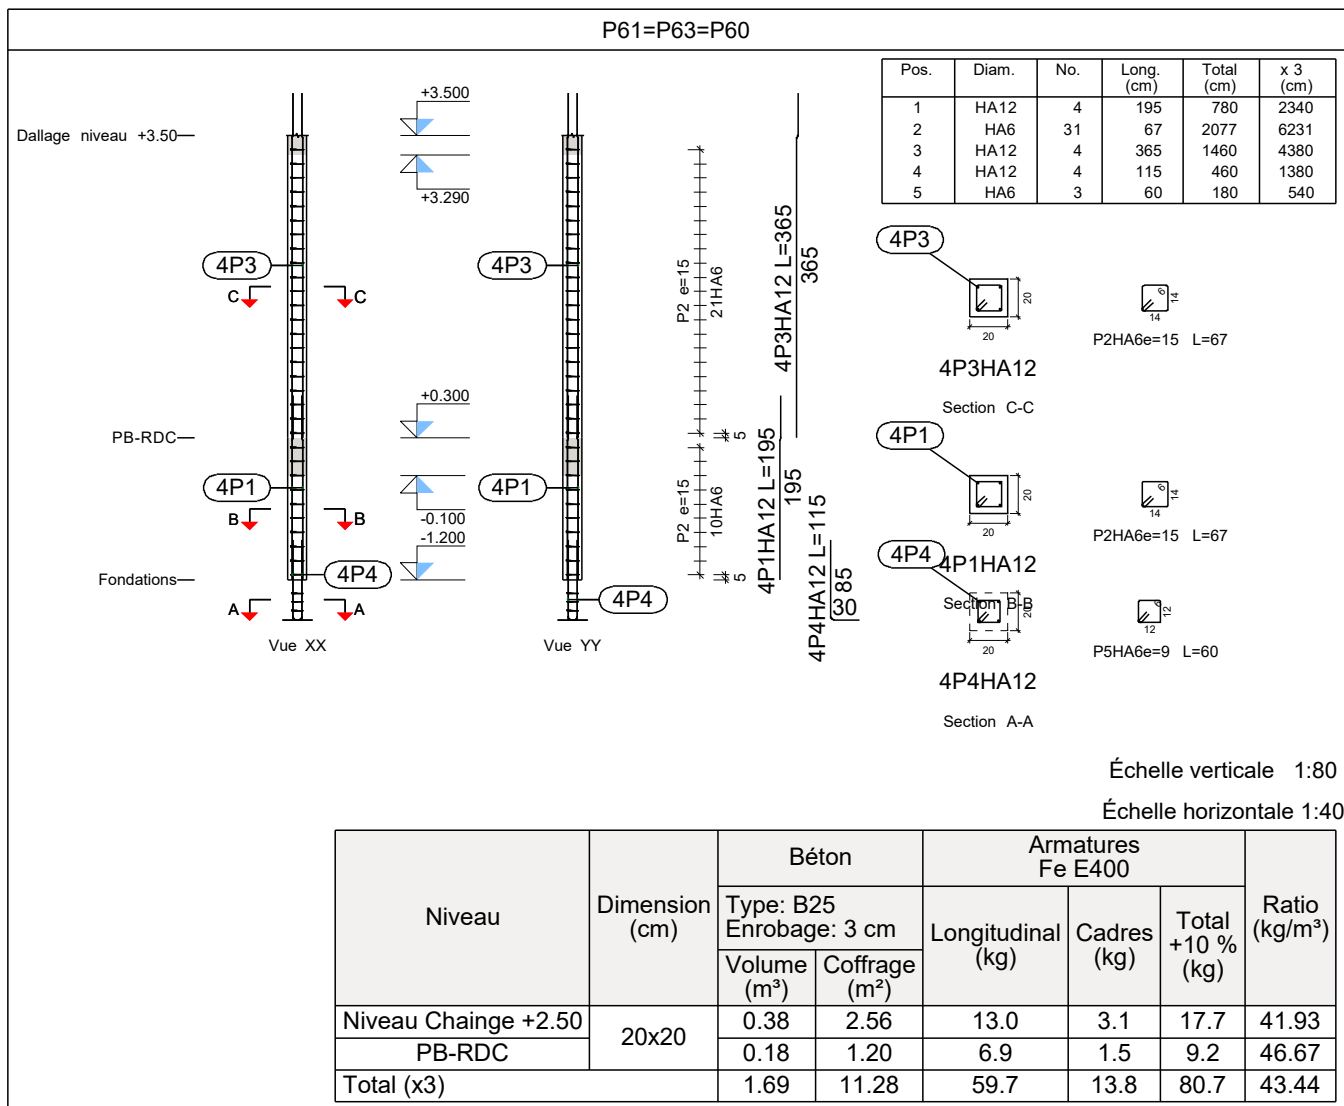 P61=P63=P60
Pos. Diam. No. Long. (cm) Total (cm) x 3 (cm)
1 HA12 4 195 780 2340
2 HA6 31 67 2077 6231
3 HA12 4 365 1460 4380
4 HA12 4 115 460 1380
5 HA6 3 60 180 540
Dallage niveau +3.50
PB-RDC
Fondations
4P3
C C
4P1
B B
4P4
A A
Vue XX
+3.500
+3.290
+0.300
-0.100
-1.200
4P3
4P1
4P4
Vue YY
P2 e=15
21HA6
5
P2 e=15
10HA6
5
4P3HA12 L=365
365
4P1HA12 L=195
195
4P4HA12 L=115
85
30
4P3
20
20
4P3HA12
Section C-C
6
14
14
P2HA6e=15 L=67
4P1
20
20
4P1HA12
Section B-B
6
14
14
P2HA6e=15 L=67
4P4
20
20
4P4HA12
Section A-A
6
12
12
P5HA6e=9 L=60
Échelle verticale 1:80
Échelle horizontale 1:40
Niveau
Dimension
(cm)
Béton
Type: B25
Enrobage: 3 cm
Volume
(m³)
Coffrage
(m²)
Armatures
Fe E400
Longitudinal
(kg)
Cadres
(kg)
Total
+10 %
(kg)
Ratio
(kg/m³)
Niveau Chainge +2.50 20x20 0.38 2.56 13.0 3.1 17.7 41.93
PB-RDC 0.18 1.20 6.9 1.5 9.2 46.67
Total (x3) 1.69 11.28 59.7 13.8 80.7 43.44